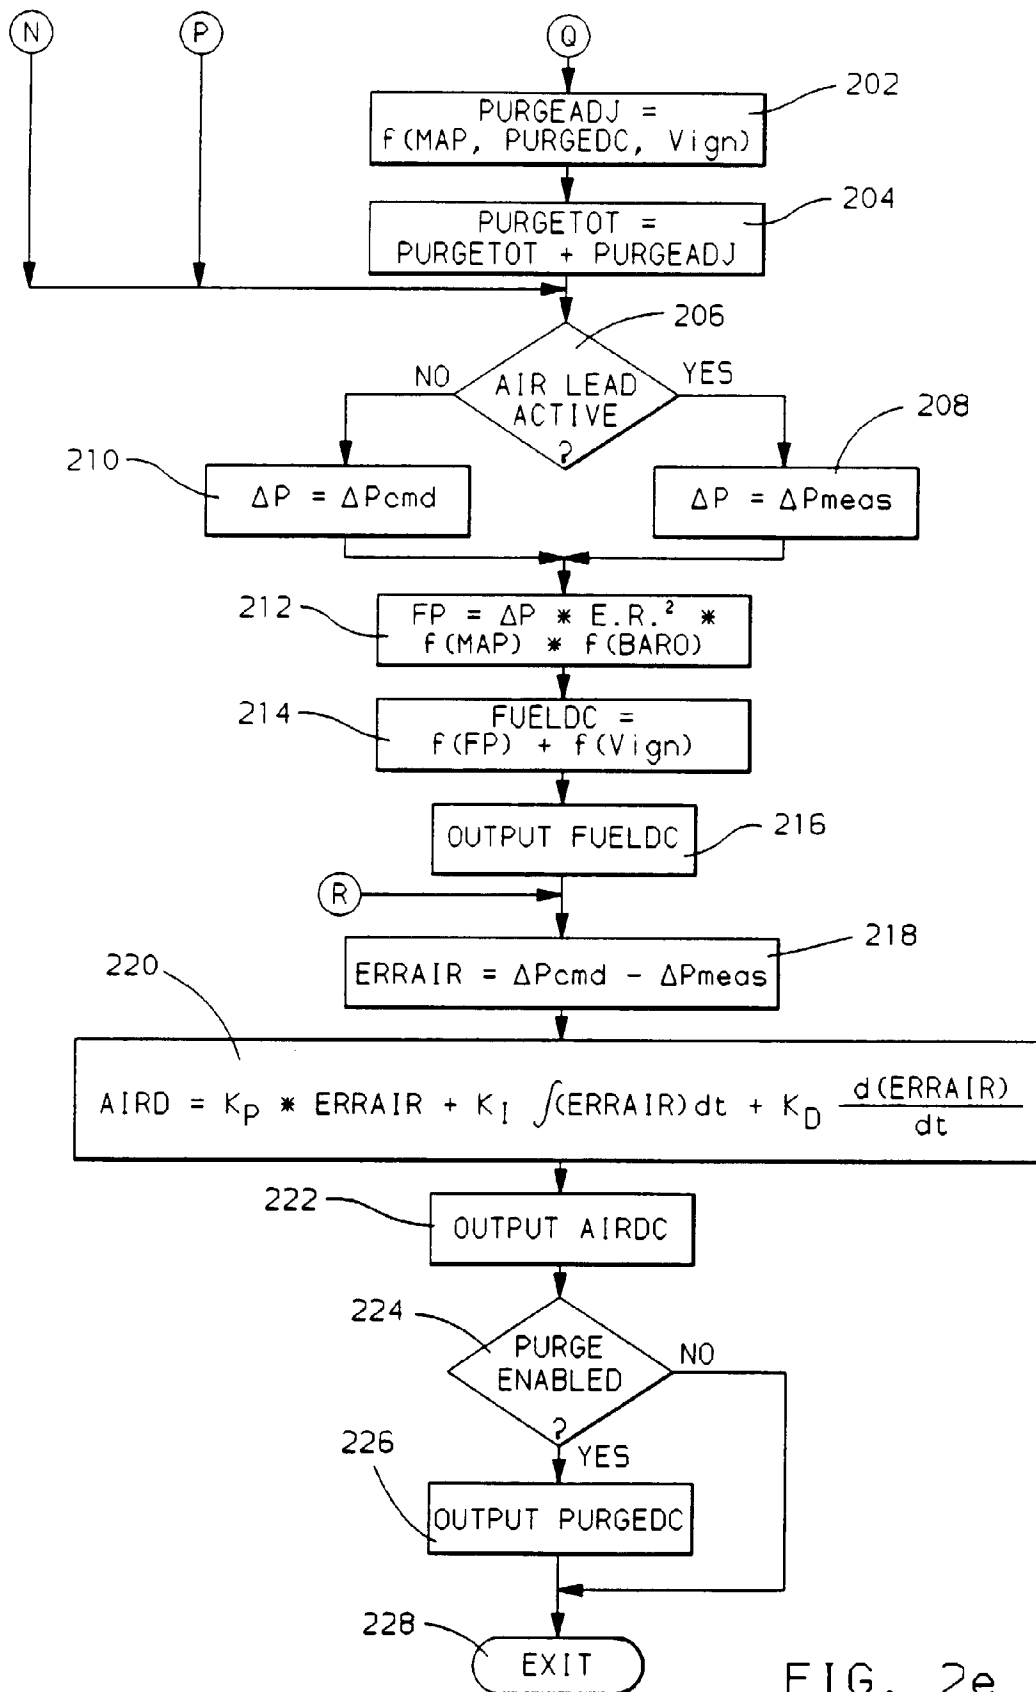 N
P
Q
202
PURGEADJ =
f(MAP, PURGEDC, Vign)
204
PURGETOT =
PURGETOT + PURGEADJ
206
NO
AIR LEAD
ACTIVE
?
YES
208
210
ΔP = ΔPcmd
ΔP = ΔPmeas
212
FP = ΔP * E.R.² *
f(MAP) * f(BARO)
214
FUELDC =
f(FP) + f(Vign)
OUTPUT FUELDC
216
R
218
ERRAIR = ΔPcmd - ΔPmeas
220
AIRD = K_P * ERRAIR + K_I ∫(ERRAIR)dt + K_D d(ERRAIR)/dt
222
OUTPUT AIRDC
224
PURGE
ENABLED
?
NO
YES
226
OUTPUT PURGEDC
228
EXIT
FIG. 2e